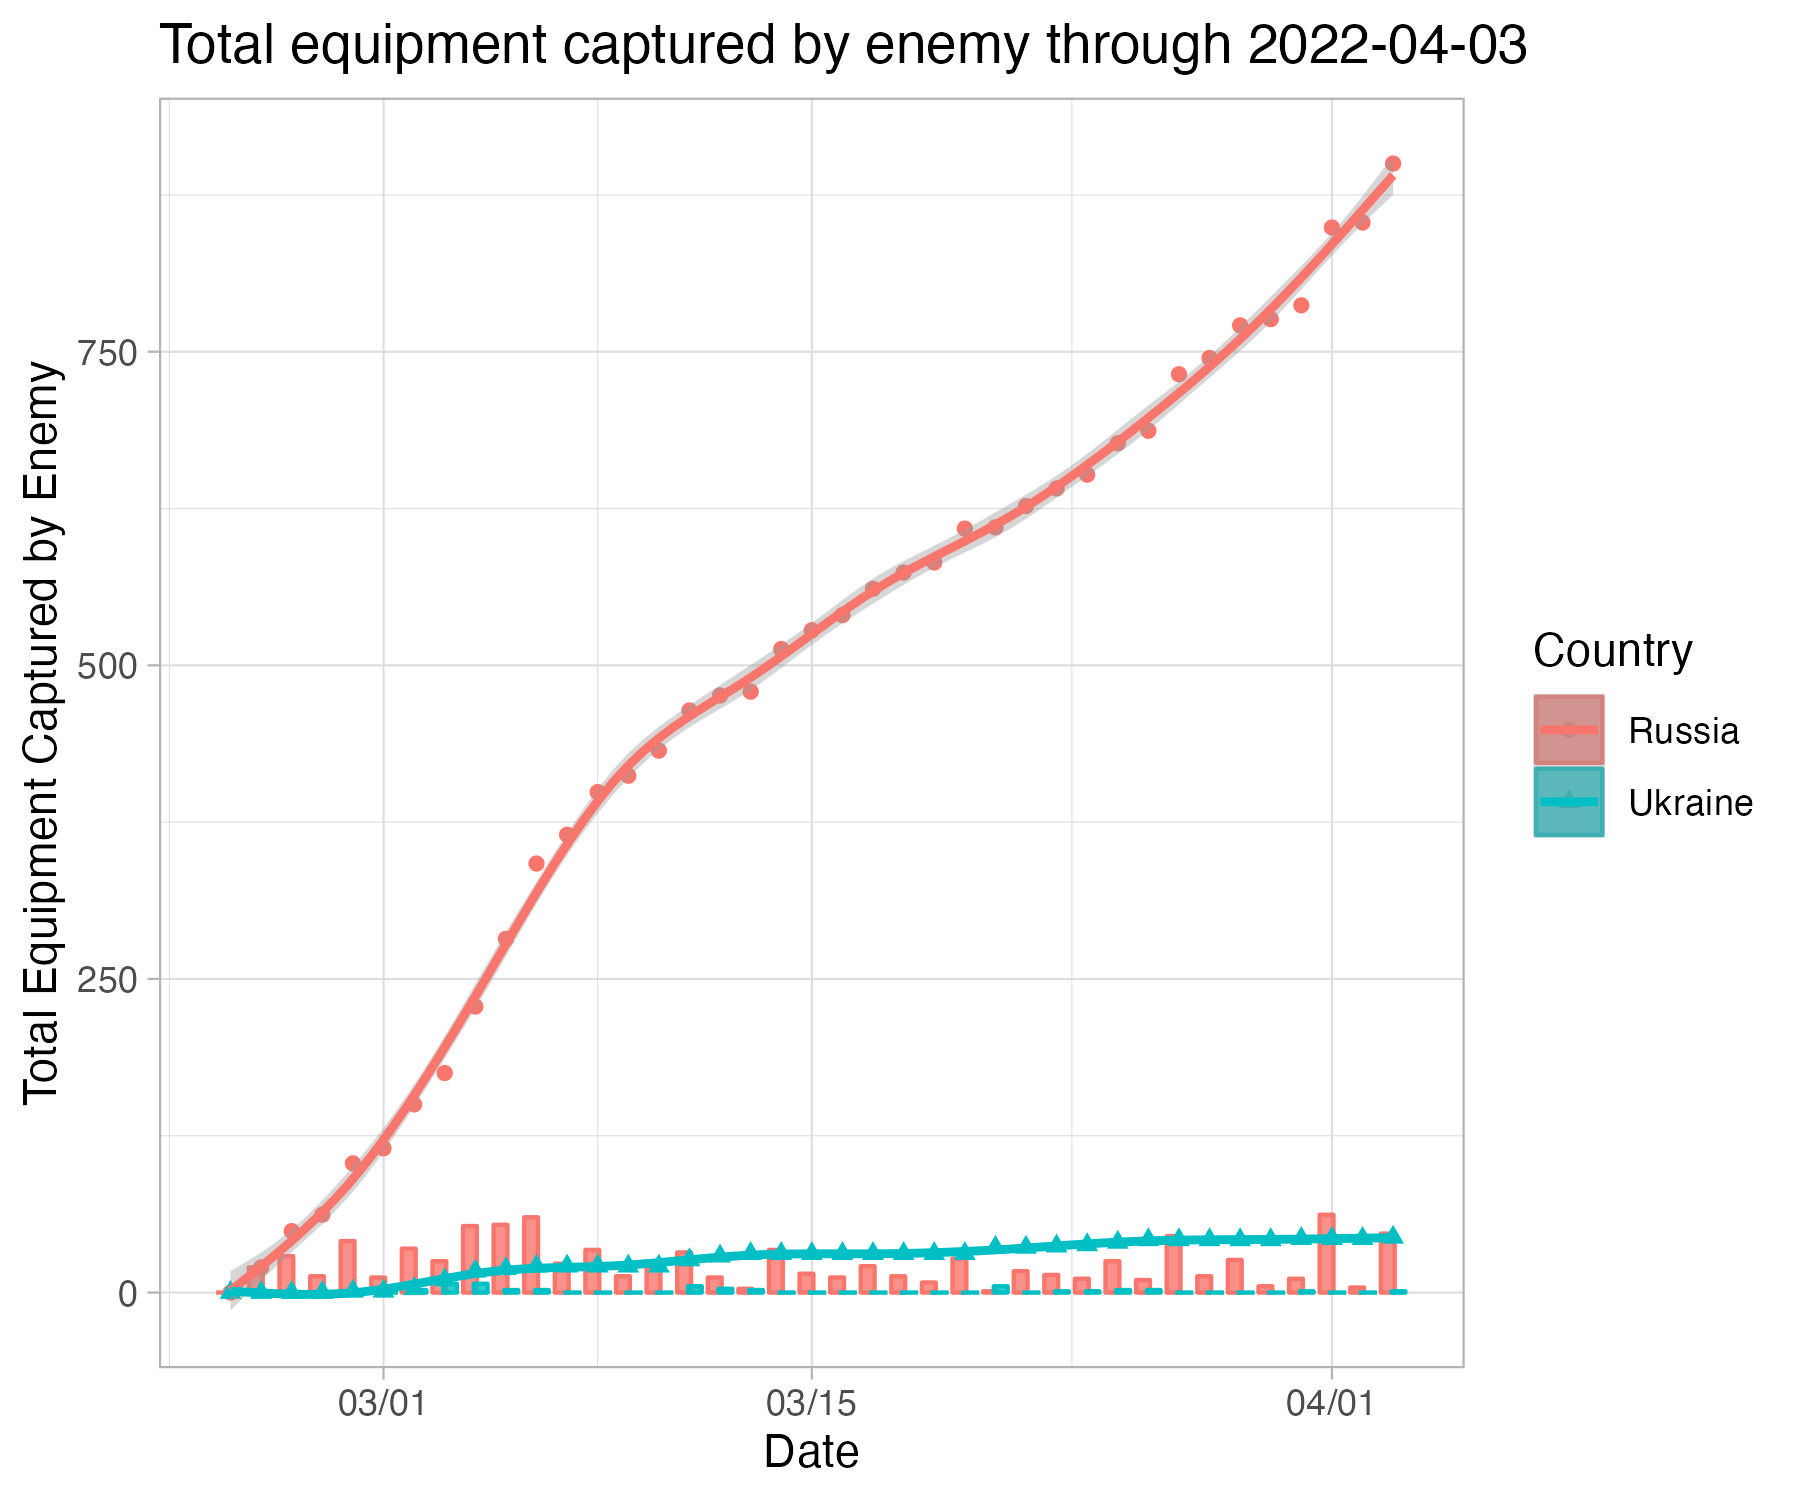 Total equipment captured by enemy through 2022-04-03
Total Equipment Captured by Enemy
750
500
250
0
03/01
03/15
04/01
Date
Country
Russia
Ukraine